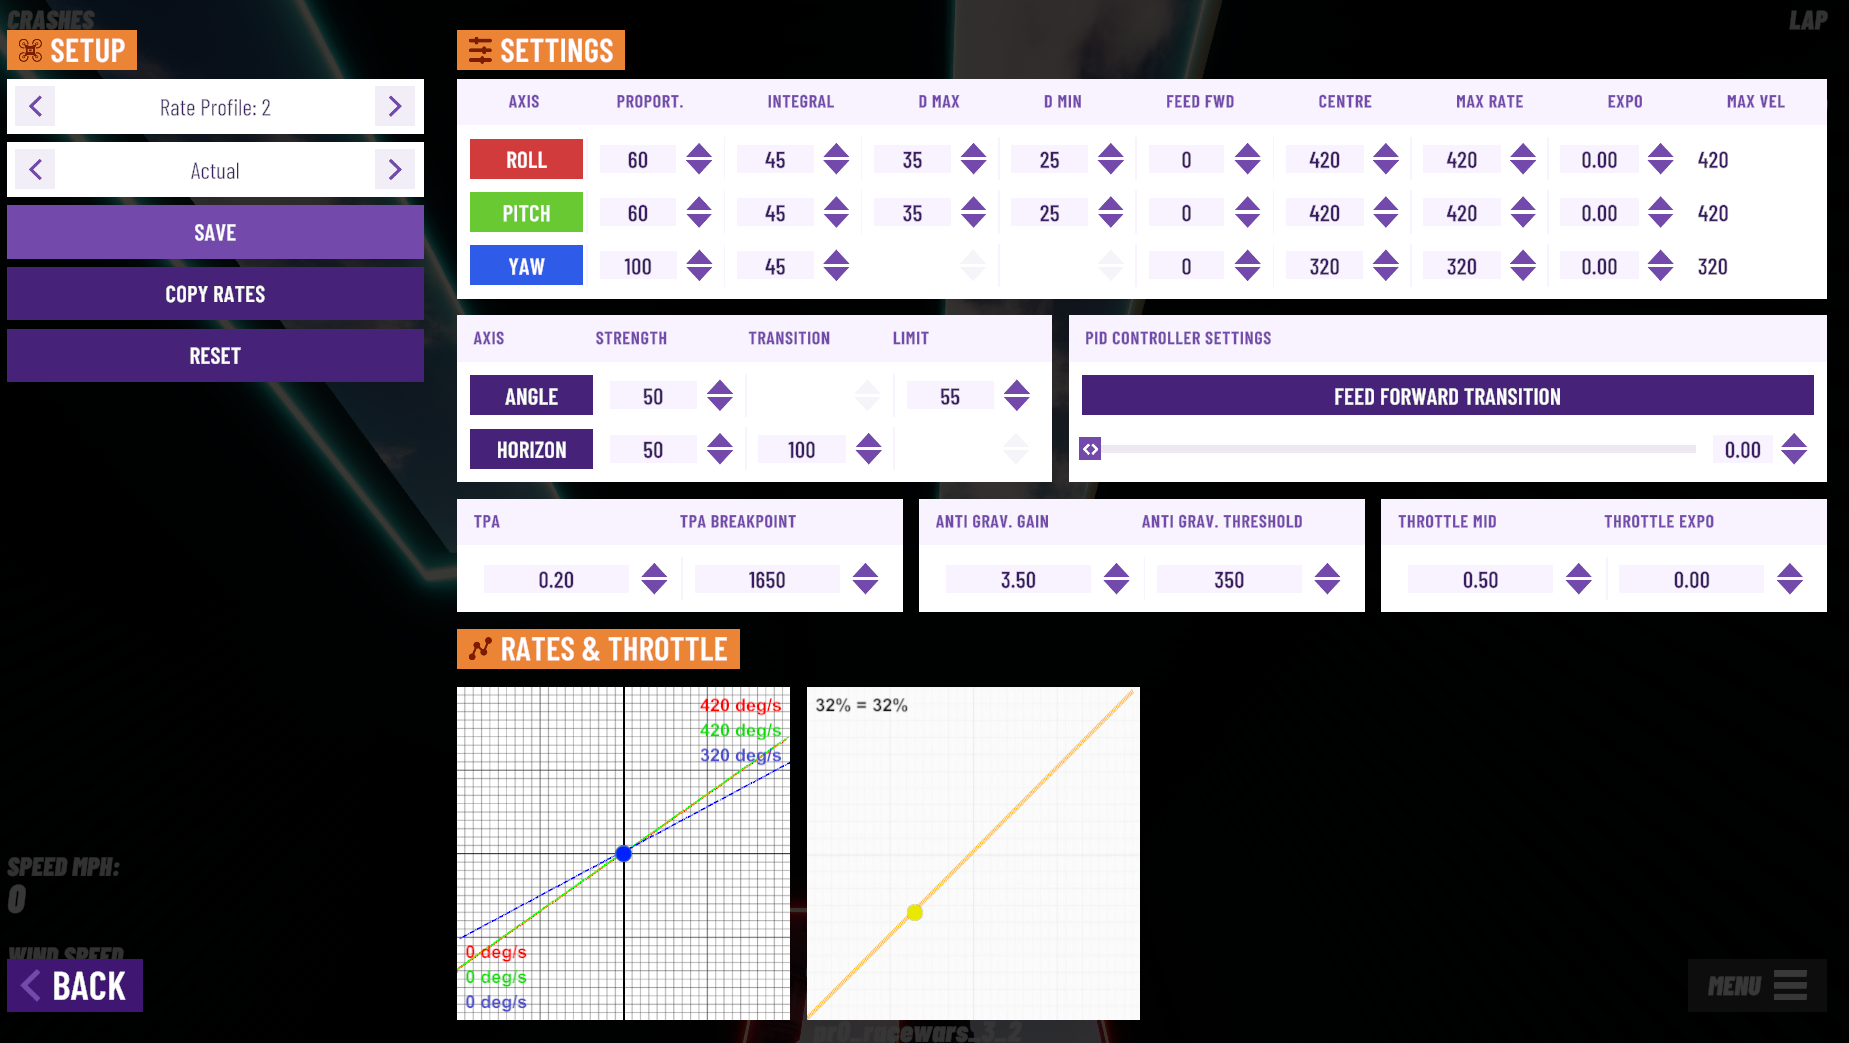 CRASHES
LAP
SETUP
Rate Profile: 2
Actual
SAVE
COPY RATES
RESET
SETTINGS
AXIS PROPORT. INTEGRAL D MAX D MIN FEED FWD CENTRE MAX RATE EXPO MAX VEL
ROLL 60 45 35 25 0 420 420 0.00 420
PITCH 60 45 35 25 0 420 420 0.00 420
YAW 100 45 0 320 320 0.00 320
AXIS STRENGTH TRANSITION LIMIT
ANGLE 50 55
HORIZON 50 100
PID CONTROLLER SETTINGS
FEED FORWARD TRANSITION
0.00
TPA TPA BREAKPOINT
0.20 1650
ANTI GRAV. GAIN ANTI GRAV. THRESHOLD
3.50 350
THROTTLE MID THROTTLE EXPO
0.50 0.00
RATES & THROTTLE
420 deg/s
420 deg/s
320 deg/s
0 deg/s
0 deg/s
0 deg/s
32% = 32%
SPEED MPH:
0
WIND SPEED
BACK
MENU
pr0_racewars_3_2